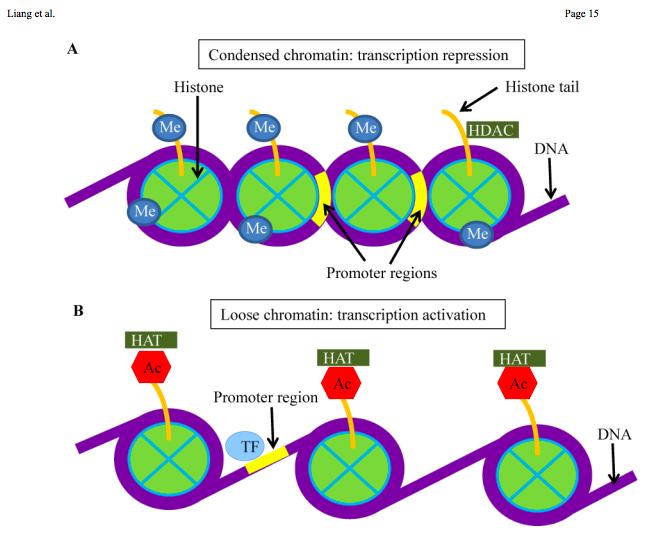 Liang et al.
Page 15
A
Condensed chromatin: transcription repression
Histone
Histone tail
Me
Me
Me
HDAC
DNA
Me
Me
Me
Promoter regions
B
Loose chromatin: transcription activation
HAT
HAT
HAT
Ac
Ac
Ac
Promoter region
TF
DNA